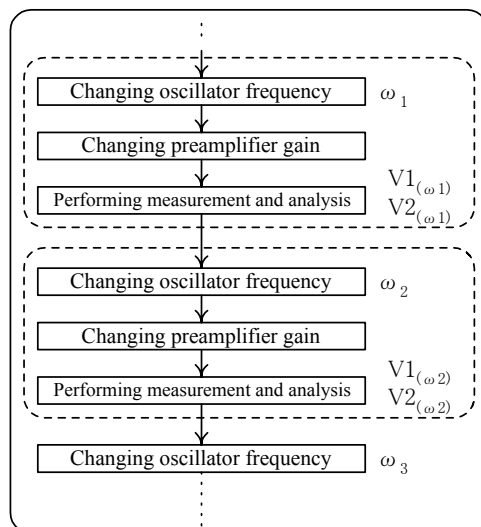 Changing oscillator frequency ω1
Changing preamplifier gain
Performing measurement and analysis
V1(ω1)
V2(ω1)
Changing oscillator frequency ω2
Changing preamplifier gain
Performing measurement and analysis
V1(ω2)
V2(ω2)
Changing oscillator frequency ω3